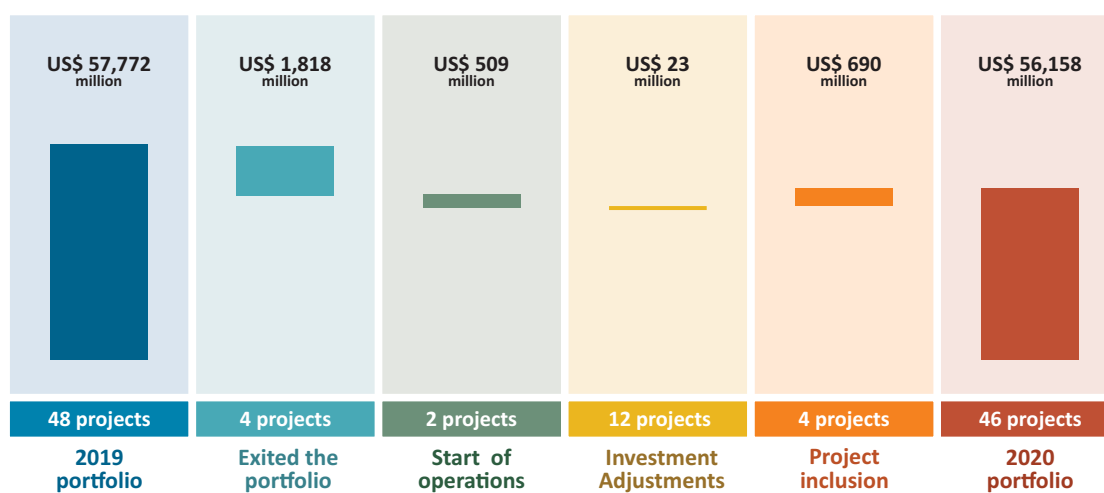 US$ 57,772
million
US$ 1,818
million
US$ 509
million
US$ 23
million
US$ 690
million
US$ 56,158
million
48 projects
4 projects
2 projects
12 projects
4 projects
46 projects
2019
portfolio
Exited the
portfolio
Start of
operations
Investment
Adjustments
Project
inclusion
2020
portfolio